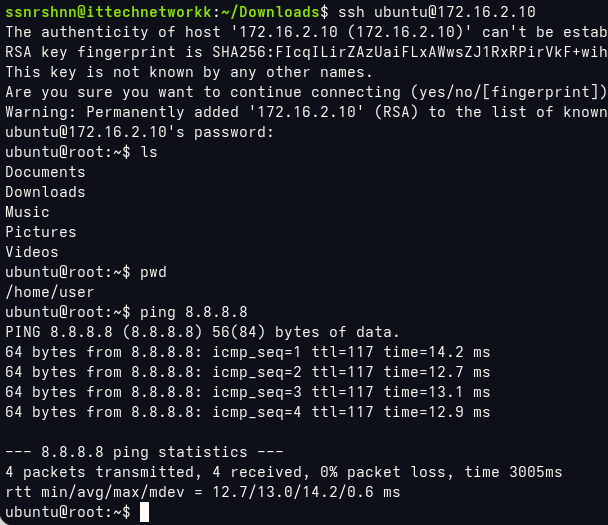 ssnrshnn@ittechnetworkk:~/Downloads$ ssh ubuntu@172.16.2.10
The authenticity of host '172.16.2.10 (172.16.2.10)' can't be estab
RSA key fingerprint is SHA256:FIcqILirZAzUaiFLxAWwsZJ1RxRPirVkF+wih
This key is not known by any other names.
Are you sure you want to continue connecting (yes/no/[fingerprint])
Warning: Permanently added '172.16.2.10' (RSA) to the list of known
ubuntu@172.16.2.10's password:
ubuntu@root:~$ ls
Documents
Downloads
Music
Pictures
Videos
ubuntu@root:~$ pwd
/home/user
ubuntu@root:~$ ping 8.8.8.8
PING 8.8.8.8 (8.8.8.8) 56(84) bytes of data.
64 bytes from 8.8.8.8: icmp_seq=1 ttl=117 time=14.2 ms
64 bytes from 8.8.8.8: icmp_seq=2 ttl=117 time=12.7 ms
64 bytes from 8.8.8.8: icmp_seq=3 ttl=117 time=13.1 ms
64 bytes from 8.8.8.8: icmp_seq=4 ttl=117 time=12.9 ms

--- 8.8.8.8 ping statistics ---
4 packets transmitted, 4 received, 0% packet loss, time 3005ms
rtt min/avg/max/mdev = 12.7/13.0/14.2/0.6 ms
ubuntu@root:~$